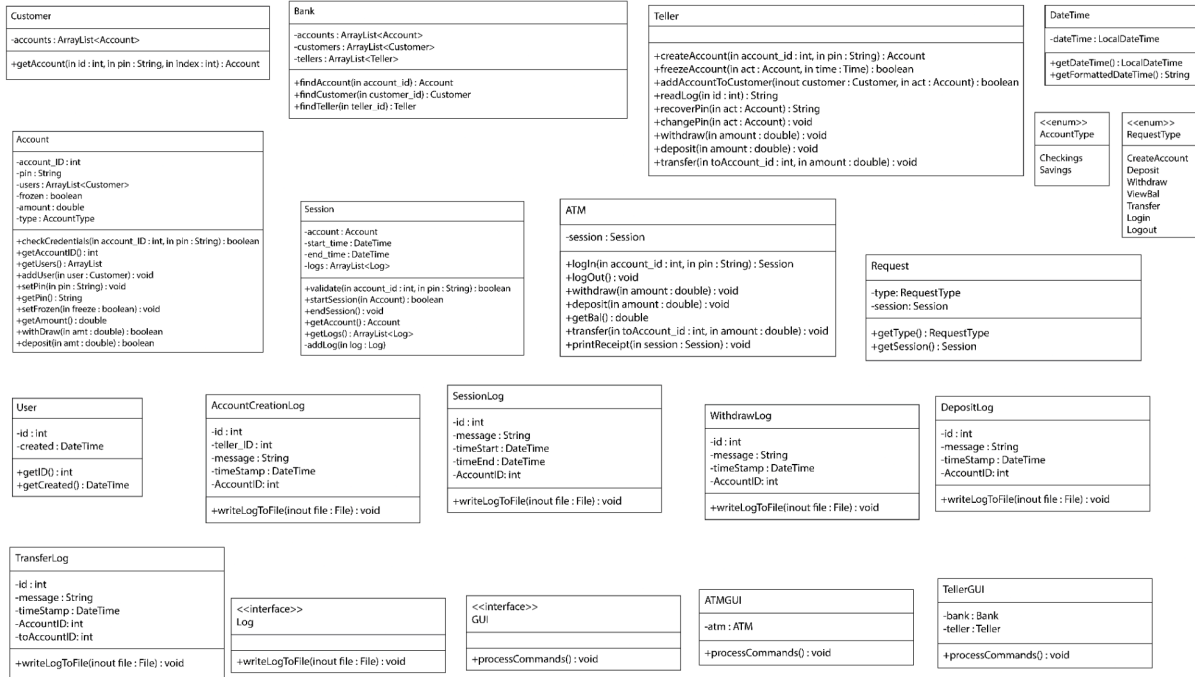 Customer
-accounts : ArrayList<Account>
+getAccount(in id : int, in pin : String, in index : int) : Account
Bank
-accounts : ArrayList<Account>
-customers : ArrayList<Customer>
-tellers : ArrayList<Teller>
+findAccount(in account_id) : Account
+findCustomer(in customer_id) : Customer
+findTeller(in teller_id) : Teller
Teller
+createAccount(in account_id : int, in pin : String) : Account
+freezeAccount(in act : Account, in time : Time) : boolean
+addAccountToCustomer(inout customer : Customer, in act : Account) : boolean
+readLog(in id : int) : String
+recoverPin(in act : Account) : String
+changePin(in act : Account) : void
+withdraw(in amount : double) : void
+deposit(in amount : double) : void
+transfer(in toAccount_id : int, in amount : double) : void
DateTime
-dateTime : LocalDateTime
+getDateTime() : LocalDateTime
+getFormattedDateTime() : String
<<enum>>
AccountType
Checkings
Savings
<<enum>>
RequestType
CreateAccount
Deposit
Withdraw
ViewBal
Transfer
Login
Logout
Account
-account_ID : int
-pin : String
-users : ArrayList<Customer>
-frozen : boolean
-amount : double
-type : AccountType
+checkCredentials(in account_ID : int, in pin : String) : boolean
+getAccountID() : int
+getUsers() : ArrayList
+addUser(in user : Customer) : void
+setPin(in pin : String) : void
+getPin() : String
+setFrozen(in freeze : boolean) : void
+getAmount() : double
+withDraw(in amt : double) : boolean
+deposit(in amt : double) : boolean
Session
-account : Account
-start_time : DateTime
-end_time : DateTime
-logs : ArrayList<Log>
+validate(in account_id : int, in pin : String) : boolean
+startSession(in Account) : boolean
+endSession() : void
+getAccount() : Account
+getLogs() : ArrayList<Log>
-addLog(in log : Log)
ATM
-session : Session
+logIn(in account_id : int, in pin : String) : Session
+logOut() : void
+withdraw(in amount : double) : void
+deposit(in amount : double) : void
+getBal() : double
+transfer(in toAccount_id : int, in amount : double) : void
+printReceipt(in session : Session) : void
Request
-type: RequestType
-session: Session
+getType() : RequestType
+getSession() : Session
User
-id : int
-created : DateTime
+getID() : int
+getCreated() : DateTime
AccountCreationLog
-id : int
-teller_ID : int
-message : String
-timeStamp : DateTime
-AccountID: int
+writeLogToFile(inout file : File) : void
SessionLog
-id : int
-message : String
-timeStart : DateTime
-timeEnd : DateTime
-AccountID: int
+writeLogToFile(inout file : File) : void
WithdrawLog
-id : int
-message : String
-timeStamp : DateTime
-AccountID: int
+writeLogToFile(inout file : File) : void
DepositLog
-id : int
-message : String
-timeStamp : DateTime
-AccountID: int
+writeLogToFile(inout file : File) : void
TransferLog
-id : int
-message : String
-timeStamp : DateTime
-AccountID: int
-toAccountID: int
+writeLogToFile(inout file : File) : void
<<interface>>
Log
+writeLogToFile(inout file : File) : void
<<interface>>
GUI
+processCommands() : void
ATMGUI
-atm : ATM
+processCommands() : void
TellerGUI
-bank : Bank
-teller : Teller
+processCommands() : void